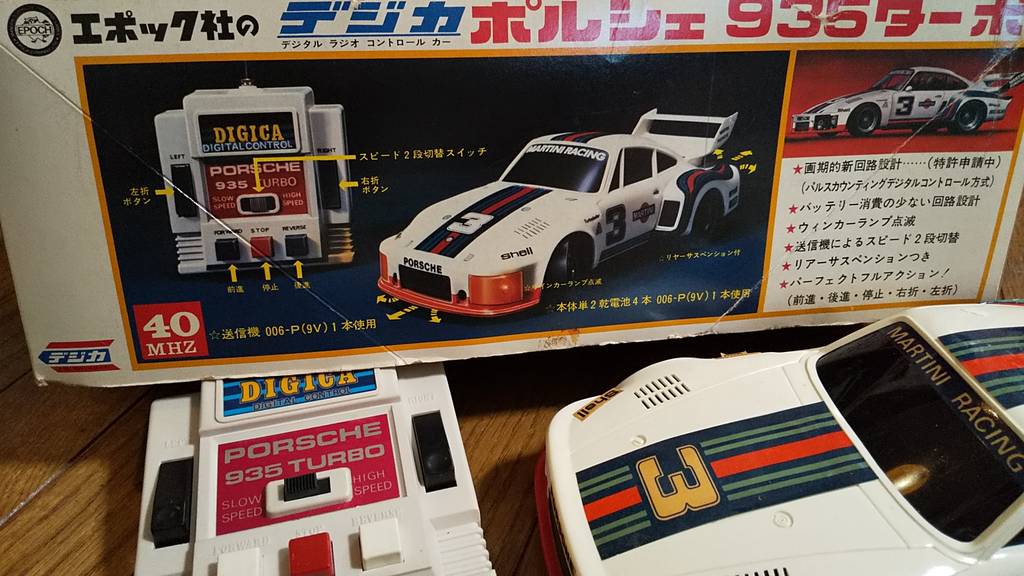 EPOCH
エポック社の
デジカ
ポルシェ 935ターボ
デジタル ラジオ コントロール カー
DIGICA
DIGITAL CONTROL
LEFT
RIGHT
PORSCHE
935 TURBO
SLOW
SPEED
HIGH
SPEED
FORWARD STOP REVERSE
スピード2段切替スイッチ
左折
ボタン
右折
ボタン
前進
停止
後進
MARTINI RACING
3
3
Shell
PORSCHE
☆ウィンカーランプ点滅
☆リヤーサスペンション付
☆送信機 006-P(9V)1本使用
☆本体単2乾電池4本 006-P(9V)1本使用
40
MHZ
デジカ
3
★画期的新回路設計……(特許申請中)
(パルスカウンティングデジタルコントロール方式)
★バッテリー消費の少ない回路設計
★ウィンカーランプ点滅
★送信機によるスピード2段切替
★リアーサスペンションつき
★パーフェクトフルアクション!
(前進・後進・停止・右折・左折)
DIGICA
DIGITAL CONTROL
LEFT
RIGHT
PORSCHE
935 TURBO
SLOW
SPEED
HIGH
SPEED
FORWARD
STOP
REVERSE
Shell
3
MARTINI RACING